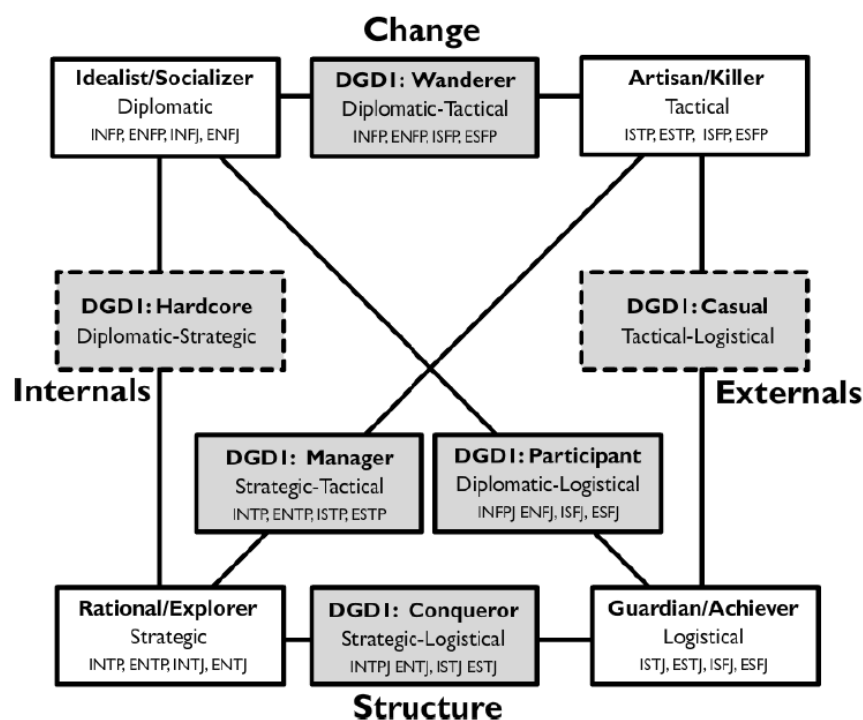 Change
Idealist/Socializer
Diplomatic
INFP, ENFP, INFJ, ENFJ
DGD1: Wanderer
Diplomatic-Tactical
INFP, ENFP, ISFP, ESFP
Artisan/Killer
Tactical
ISTP, ESTP, ISFP, ESFP
DGD1: Hardcore
Diplomatic-Strategic
DGD1: Casual
Tactical-Logistical
Internals
Externals
DGD1: Manager
Strategic-Tactical
INTP, ENTP, ISTP, ESTP
DGD1: Participant
Diplomatic-Logistical
INFPJ ENFJ, ISFJ, ESFJ
Rational/Explorer
Strategic
INTP, ENTP, INTJ, ENTJ
DGD1: Conqueror
Strategic-Logistical
INTPJ ENTJ, ISTJ ESTJ
Guardian/Achiever
Logistical
ISTJ, ESTJ, ISFJ, ESFJ
Structure